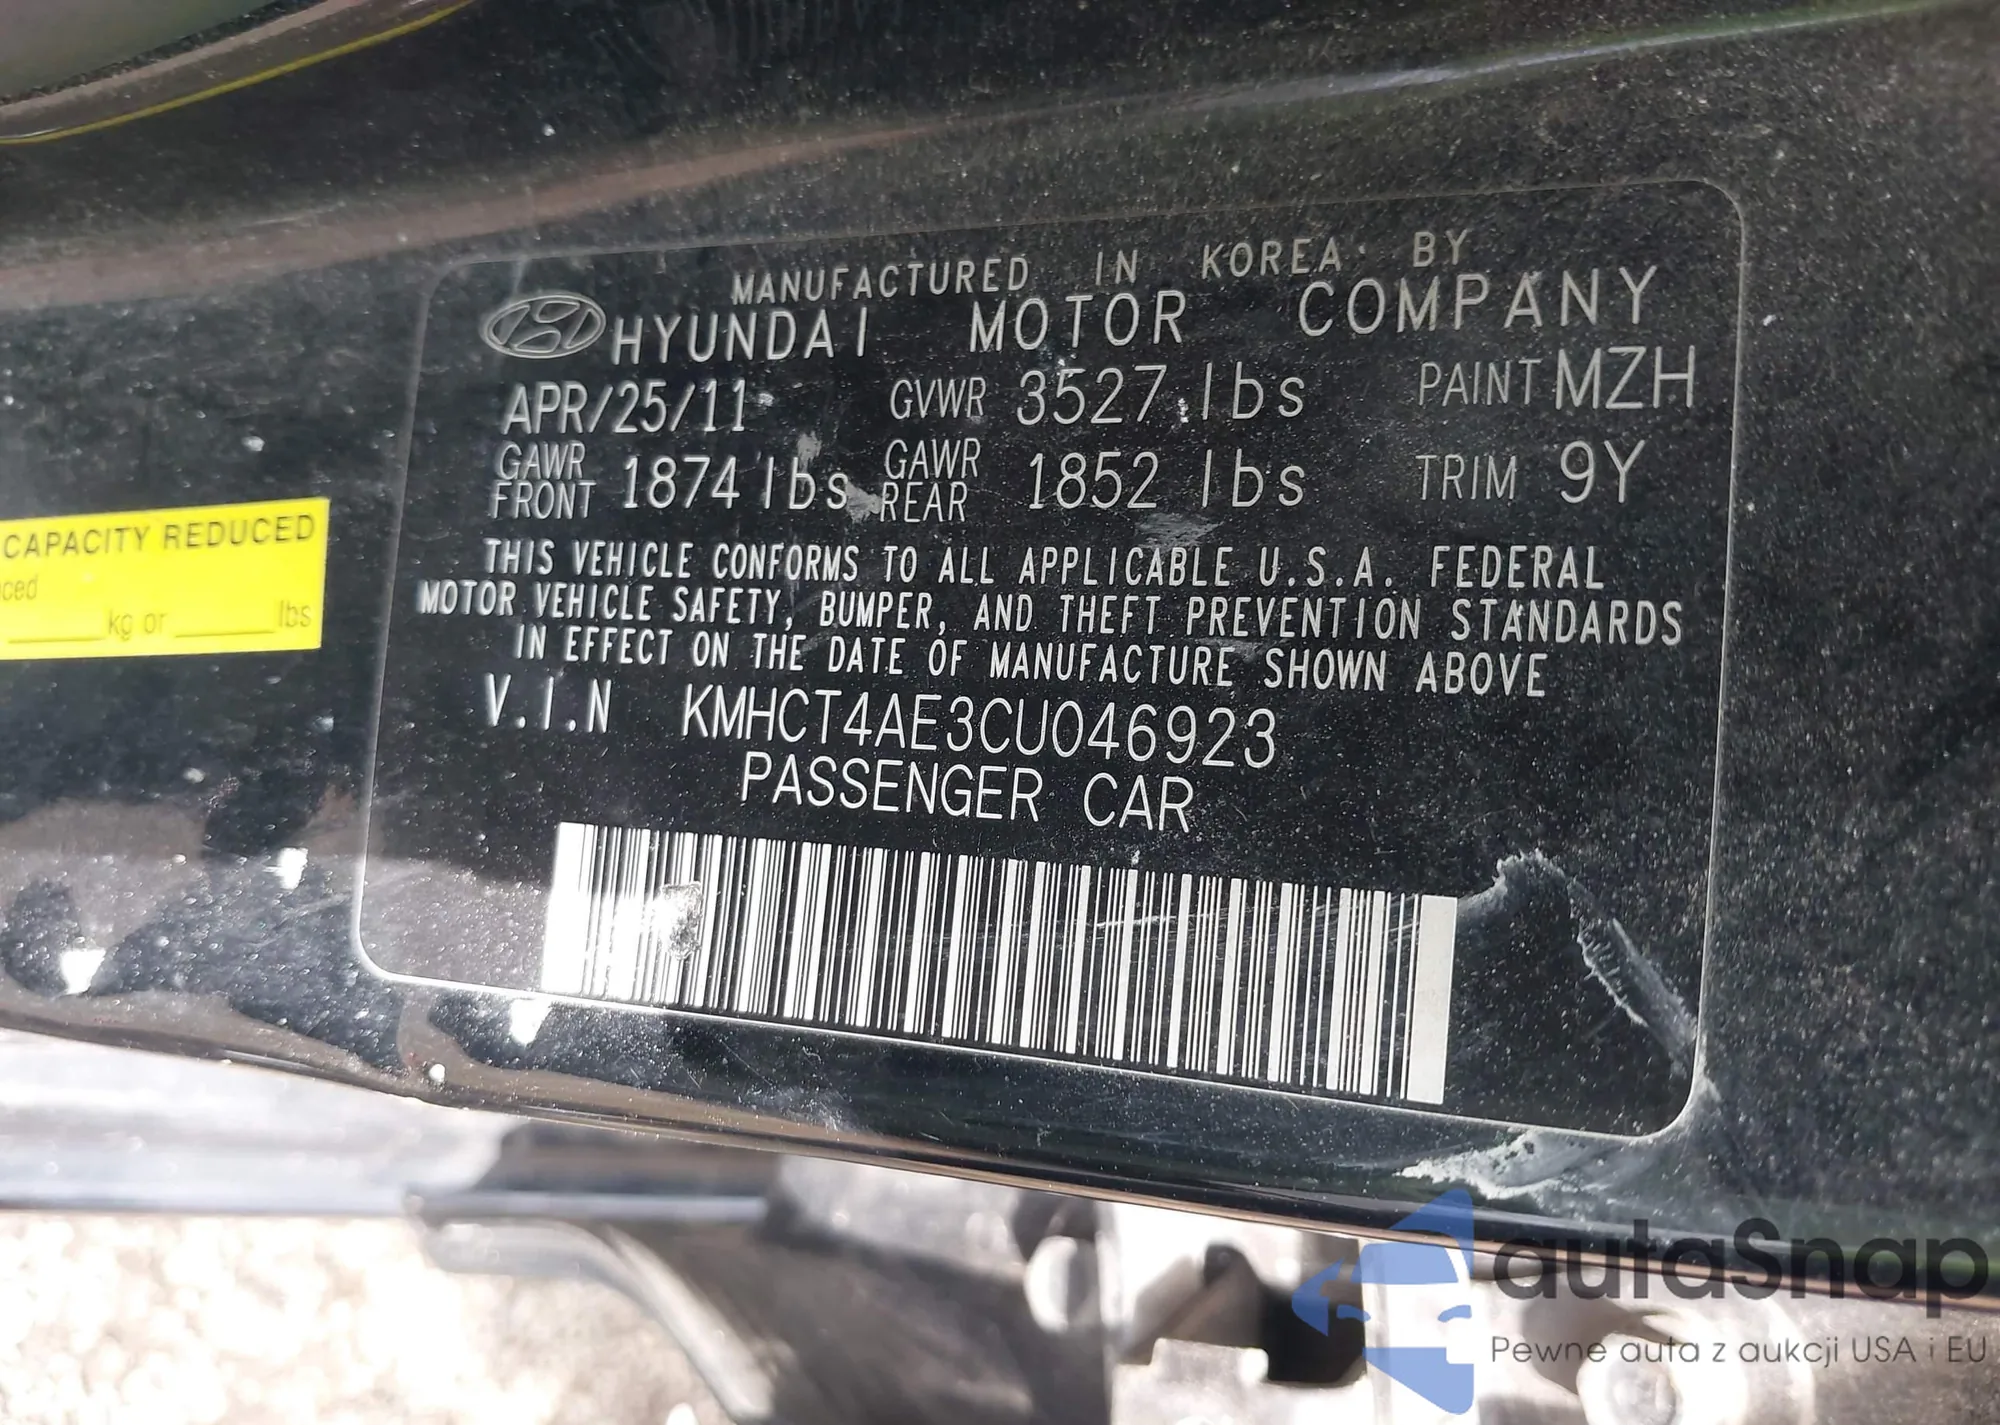 MANUFACTURED IN KOREA BY
HYUNDAI MOTOR COMPANY
APR/25/11 GVWR 3527 lbs PAINT MZH
GAWR FRONT 1874 lbs GAWR REAR 1852 lbs TRIM 9Y
THIS VEHICLE CONFORMS TO ALL APPLICABLE U.S.A. FEDERAL
MOTOR VEHICLE SAFETY, BUMPER, AND THEFT PREVENTION STANDARDS
IN EFFECT ON THE DATE OF MANUFACTURE SHOWN ABOVE
V.I.N KMHCT4AE3CU046923
PASSENGER CAR
CAPACITY REDUCED
kg or lbs
autaSnap
Pewne auta z aukcji USA i EU